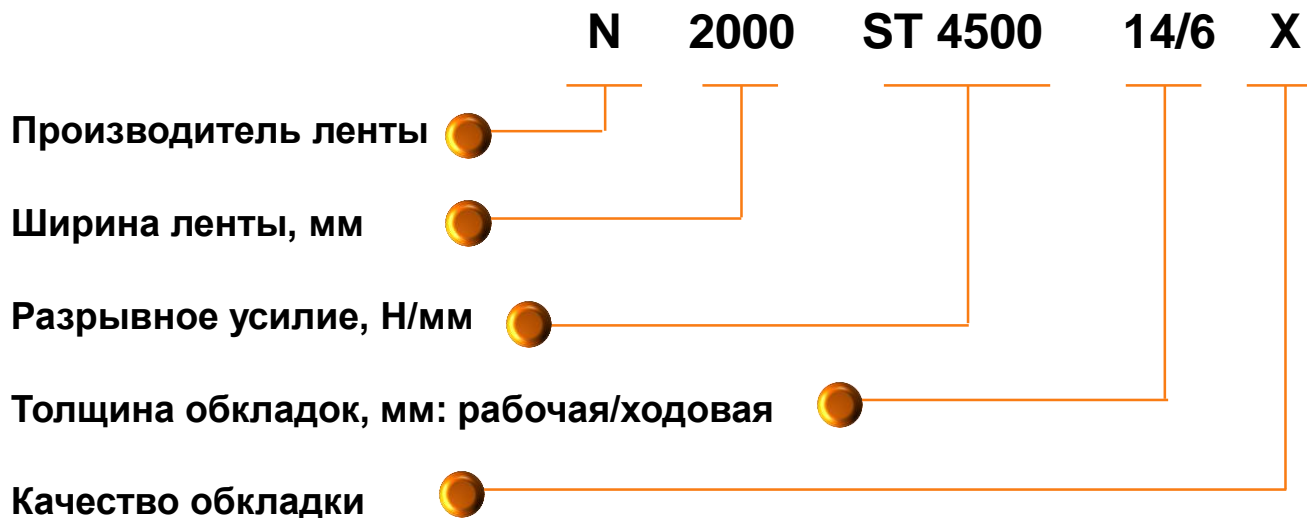 N 2000 ST 4500 14/6 X
Производитель ленты
Ширина ленты, мм
Разрывное усилие, Н/мм
Толщина обкладок, мм: рабочая/ходовая
Качество обкладки